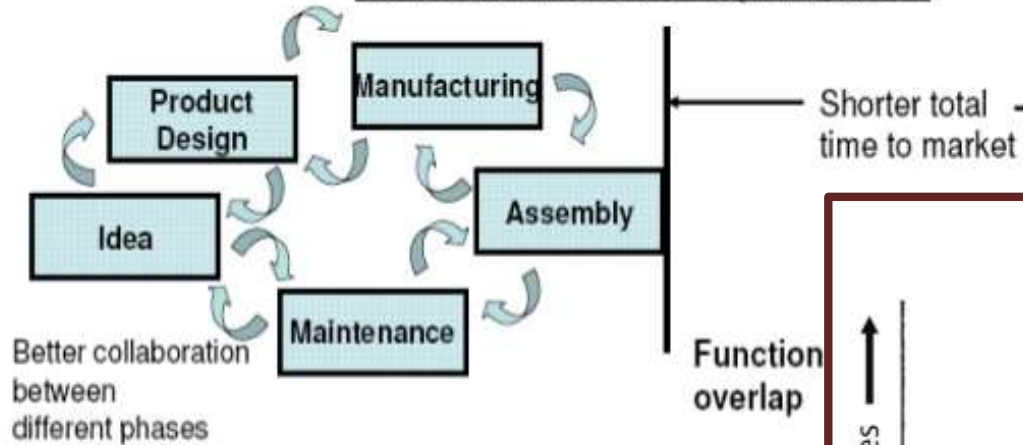 Manufacturing
Product
Design
Shorter total
time to market
Assembly
Idea
Maintenance
Better collaboration
between
different phases
Function
overlap